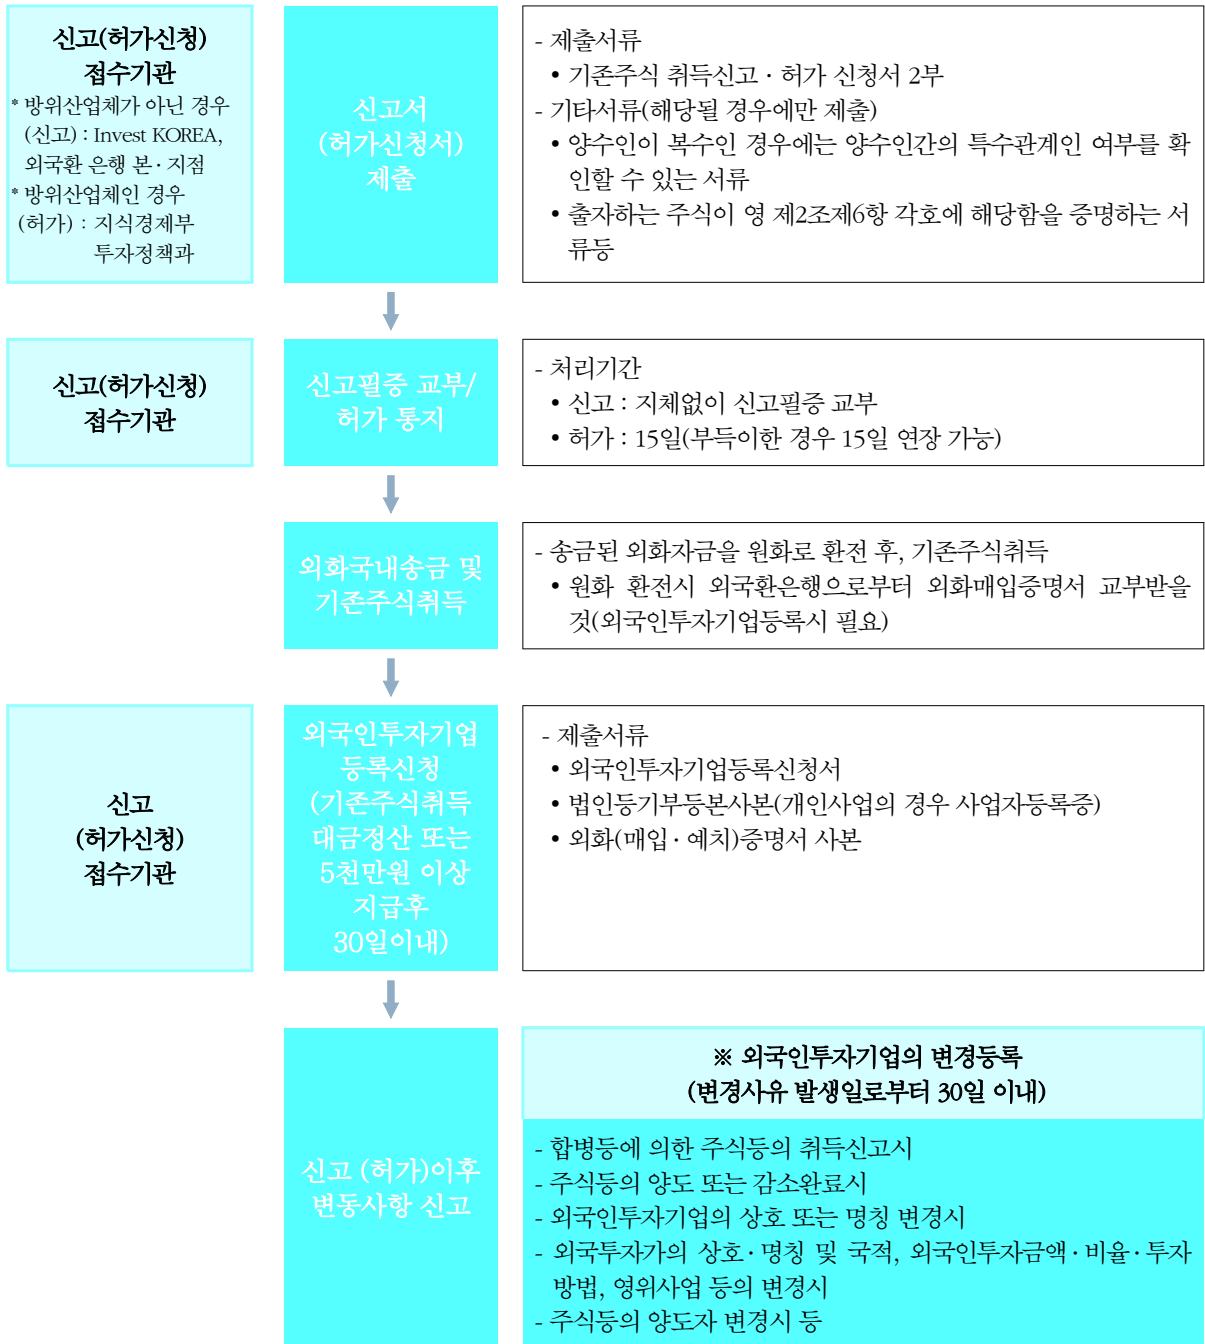 신고(허가신청)
접수기관
* 방위산업체가 아닌 경우
(신고) : Invest KOREA,
외국환 은행 본·지점
* 방위산업체인 경우
(허가) : 지식경제부
투자정책과
신고서
(허가신청서)
제출
- 제출서류
• 기존주식 취득신고·허가 신청서 2부
- 기타서류(해당될 경우에만 제출)
• 양수인이 복수인 경우에는 양수인간의 특수관계인 여부를 확
인할 수 있는 서류
• 출자하는 주식이 영 제2조제6항 각호에 해당함을 증명하는 서
류등
신고(허가신청)
접수기관
신고필증 교부/
허가 통지
- 처리기간
• 신고 : 지체없이 신고필증 교부
• 허가 : 15일(부득이한 경우 15일 연장 가능)
외화국내송금 및
기존주식취득
- 송금된 외화자금을 원화로 환전 후, 기존주식취득
• 원화 환전시 외국환은행으로부터 외화매입증명서 교부받을
것(외국인투자기업등록시 필요)
신고
(허가신청)
접수기관
외국인투자기업
등록신청
(기존주식취득
대금정산 또는
5천만원 이상
지급후
30일이내)
- 제출서류
• 외국인투자기업등록신청서
• 법인등기부등본사본(개인사업의 경우 사업자등록증)
• 외화(매입·예치)증명서 사본
신고 (허가)이후
변동사항 신고
※ 외국인투자기업의 변경등록
(변경사유 발생일로부터 30일 이내)
- 합병등에 의한 주식등의 취득신고시
- 주식등의 양도 또는 감소완료시
- 외국인투자기업의 상호 또는 명칭 변경시
- 외국투자가의 상호·명칭 및 국적, 외국인투자금액·비율·투자
방법, 영위사업 등의 변경시
- 주식등의 양도자 변경시 등